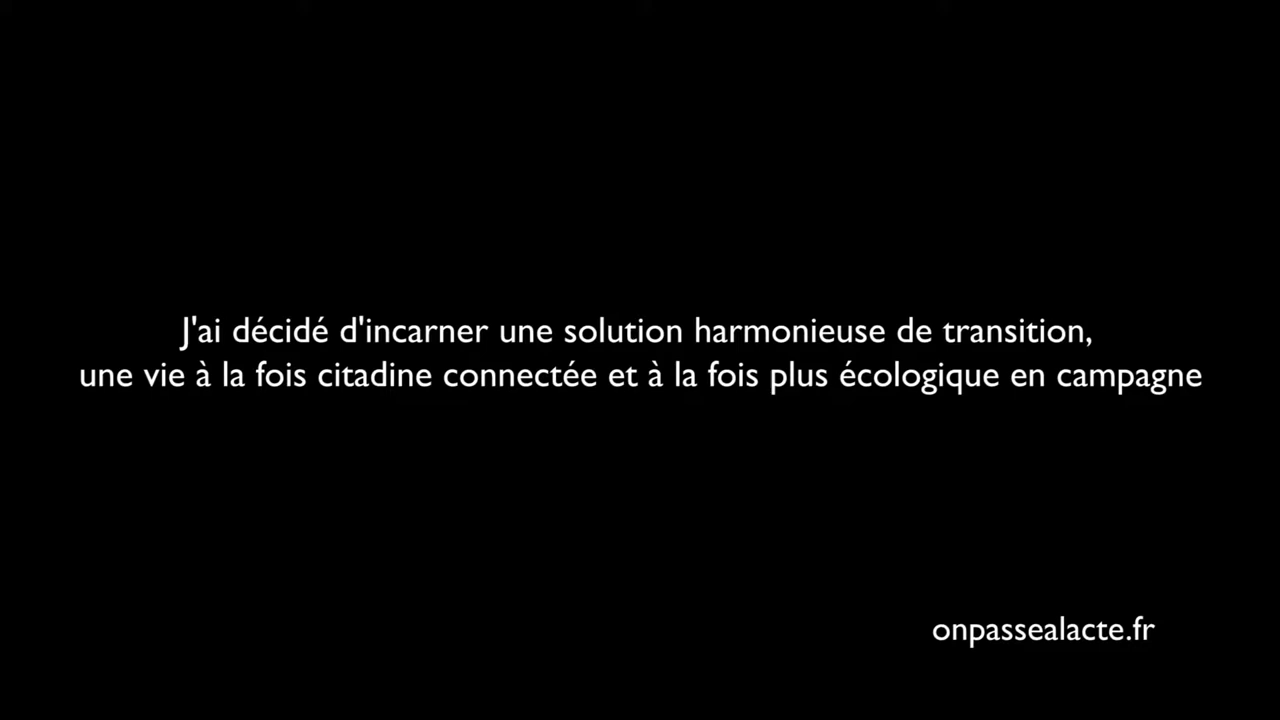 J'ai décidé d'incarner une solution harmonieuse de transition,
une vie à la fois citadine connectée et à la fois plus écologique en campagne
onpassealacte.fr